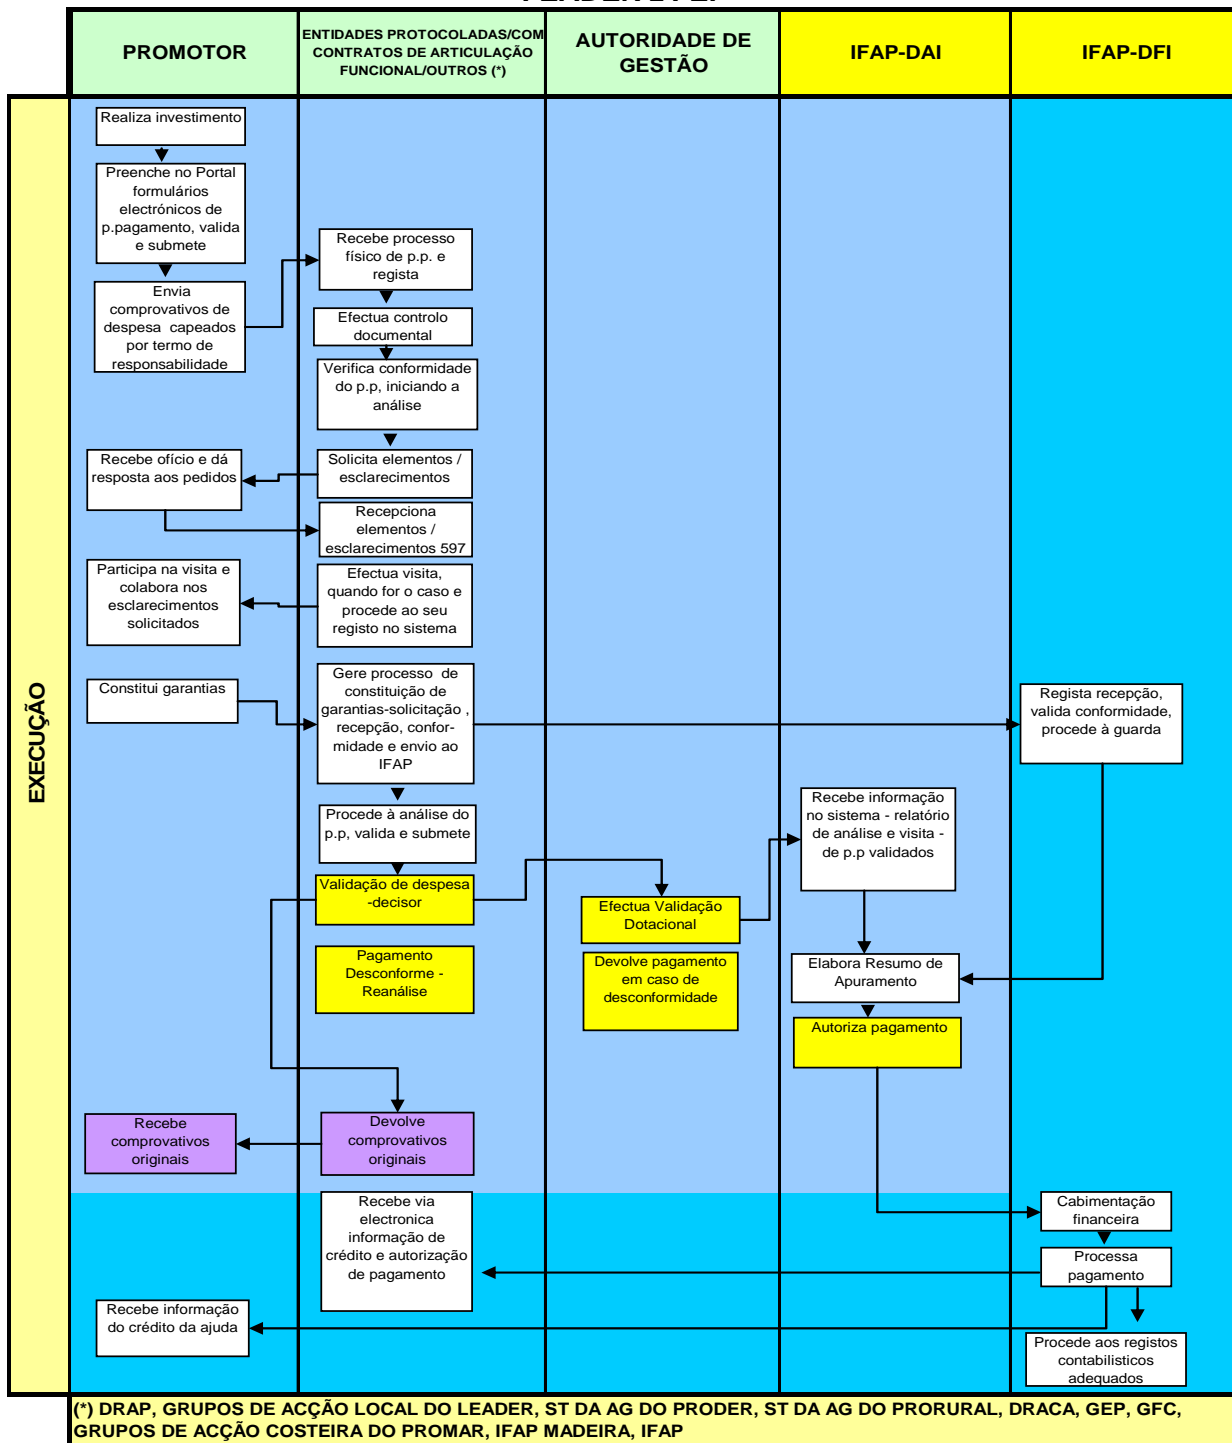 PROMOTOR
ENTIDADES PROTOCOLADAS/COM
CONTRATOS DE ARTICULAÇÃO
FUNCIONAL/OUTROS (*)
AUTORIDADE DE
GESTÃO
IFAP-DAI
IFAP-DFI
EXECUÇÃO
Realiza investimento
Preenche no Portal
formulários
electrónicos de
p.pagamento, valida
e submete
Envia
comprovativos de
despesa capeados
por termo de
responsabilidade
Recebe processo
físico de p.p. e
regista
Efectua controlo
documental
Verifica conformidade
do p.p, iniciando a
análise
Recebe ofício e dá
resposta aos pedidos
Solicita elementos /
esclarecimentos
Recepciona
elementos /
esclarecimentos 597
Participa na visita e
colabora nos
esclarecimentos
solicitados
Efectua visita,
quando for o caso e
procede ao seu
registo no sistema
Constitui garantias
Gere processo de
constituição de
garantias-solicitação ,
recepção, confor-
midade e envio ao
IFAP
Regista recepção,
valida conformidade,
procede à guarda
Procede à análise do
p.p, valida e submete
Recebe informação
no sistema - relatório
de análise e visita -
de p.p validados
Validação de despesa
-decisor
Efectua Validação
Dotacional
Pagamento
Desconforme -
Reanálise
Devolve pagamento
em caso de
desconformidade
Elabora Resumo de
Apuramento
Autoriza pagamento
Recebe
comprovativos
originais
Devolve
comprovativos
originais
Recebe via
electronica
informação de
crédito e autorização
de pagamento
Cabimentação
financeira
Processa
pagamento
Recebe informação
do crédito da ajuda
Procede aos registos
contabilisticos
adequados
(*) DRAP, GRUPOS DE ACÇÃO LOCAL DO LEADER, ST DA AG DO PRODER, ST DA AG DO PRORURAL, DRACA, GEP, GFC,
GRUPOS DE ACÇÃO COSTEIRA DO PROMAR, IFAP MADEIRA, IFAP